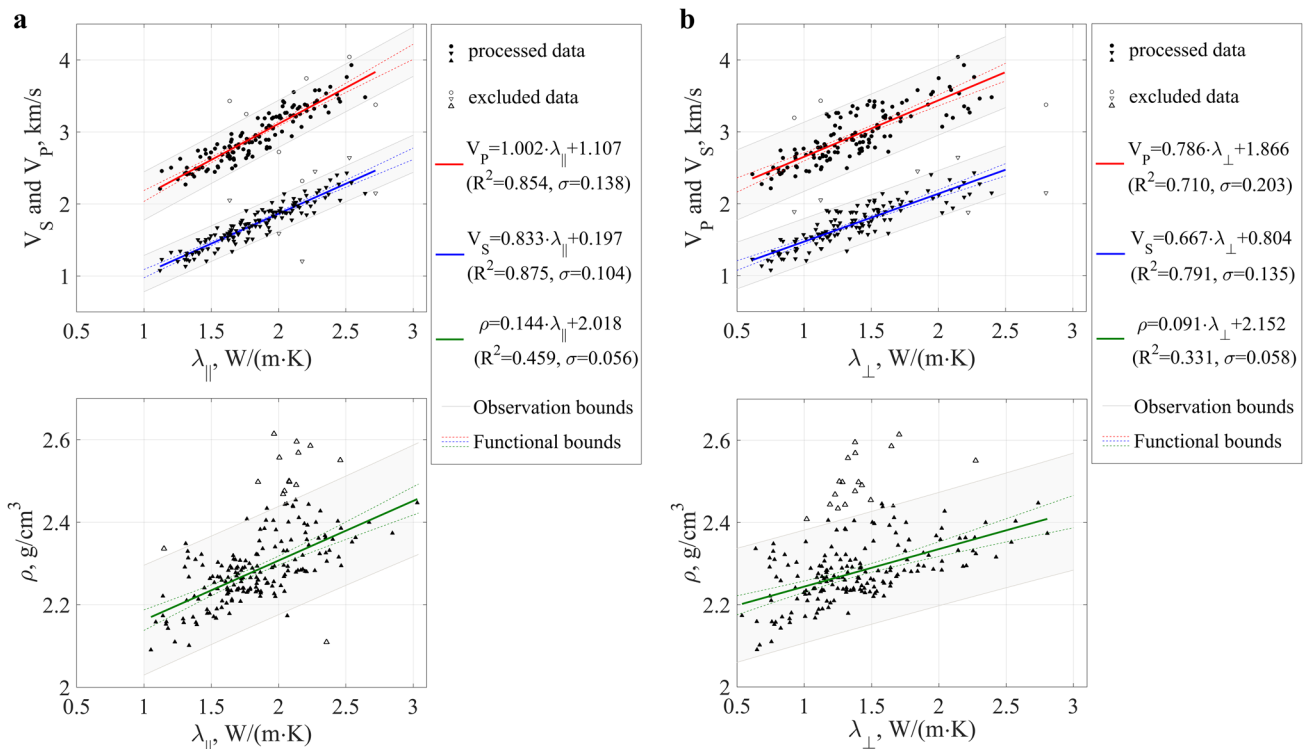 a
V_S and V_P, km/s
4
3
2
1
0.5 1 1.5 2 2.5 3
λ_||, W/(m·K)
processed data
excluded data
V_P=1.002·λ_||+1.107
(R²=0.854, σ=0.138)
V_S=0.833·λ_||+0.197
(R²=0.875, σ=0.104)
ρ=0.144·λ_||+2.018
(R²=0.459, σ=0.056)
Observation bounds
Functional bounds
ρ, g/cm³
2.6
2.4
2.2
2
0.5 1 1.5 2 2.5 3
λ_||, W/(m·K)
b
V_P and V_S, km/s
4
3
2
1
0.5 1 1.5 2 2.5 3
λ_⊥, W/(m·K)
processed data
excluded data
V_P=0.786·λ_⊥+1.866
(R²=0.710, σ=0.203)
V_S=0.667·λ_⊥+0.804
(R²=0.791, σ=0.135)
ρ=0.091·λ_⊥+2.152
(R²=0.331, σ=0.058)
Observation bounds
Functional bounds
ρ, g/cm³
2.6
2.4
2.2
2
0.5 1 1.5 2 2.5 3
λ_⊥, W/(m·K)